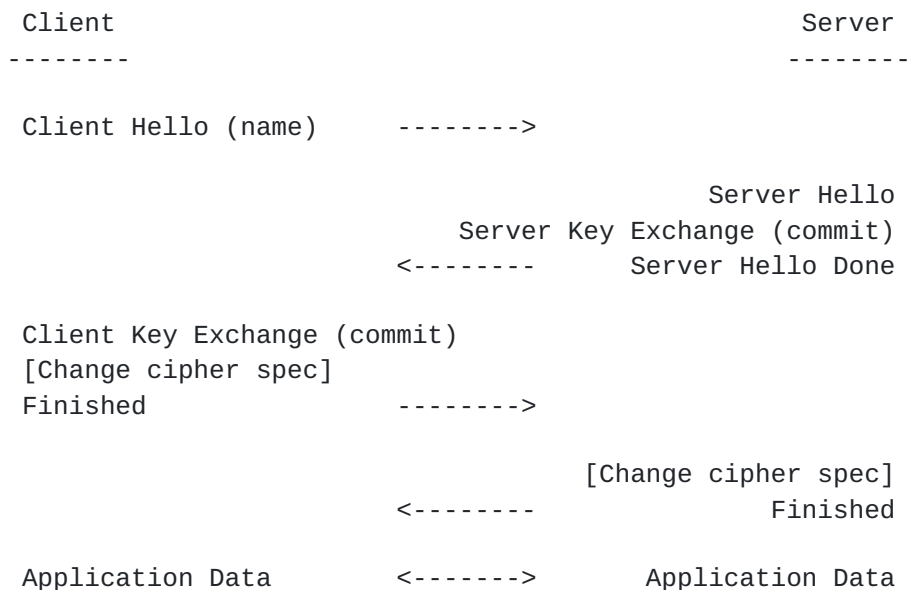 Client Server
-------- --------
Client Hello (name) -------->
Server Hello
Server Key Exchange (commit)
<-------- Server Hello Done
Client Key Exchange (commit)
[Change cipher spec]
Finished -------->
[Change cipher spec]
<-------- Finished
Application Data <-------> Application Data